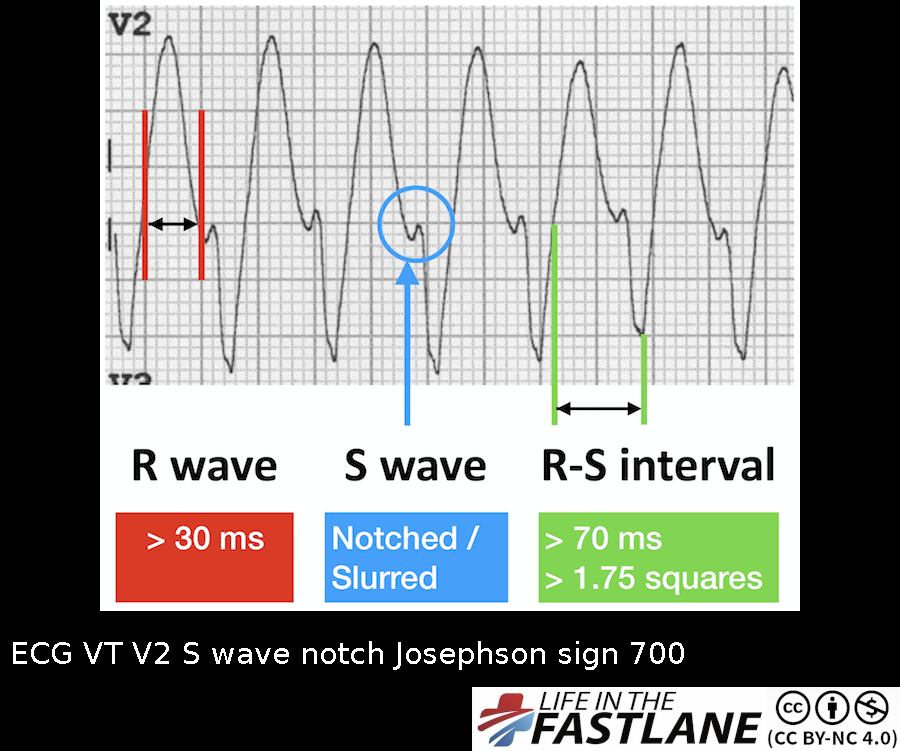 V2
V3
R wave
S wave
R-S interval
> 30 ms
Notched /
Slurred
> 70 ms
> 1.75 squares
ECG VT V2 S wave notch Josephson sign 700
LIFE IN THE
FASTLANE
cc
(CC BY-NC 4.0)